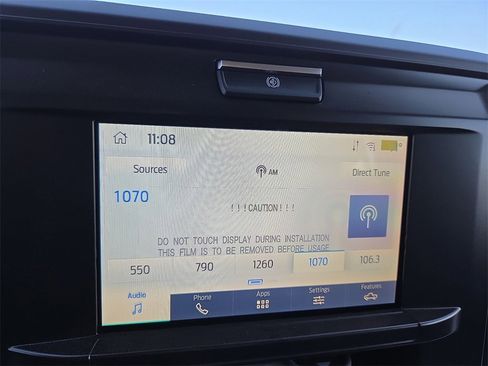 11:08
Sources
AM
Direct Tune
1070
!!!CAUTION!!!
DO NOT TOUCH DISPLAY DURING INSTALLATION
THIS FILM IS TO BE REMOVED BEFORE USAGE
550 790 1260 1070 106.3
Audio Phone Apps Settings Features